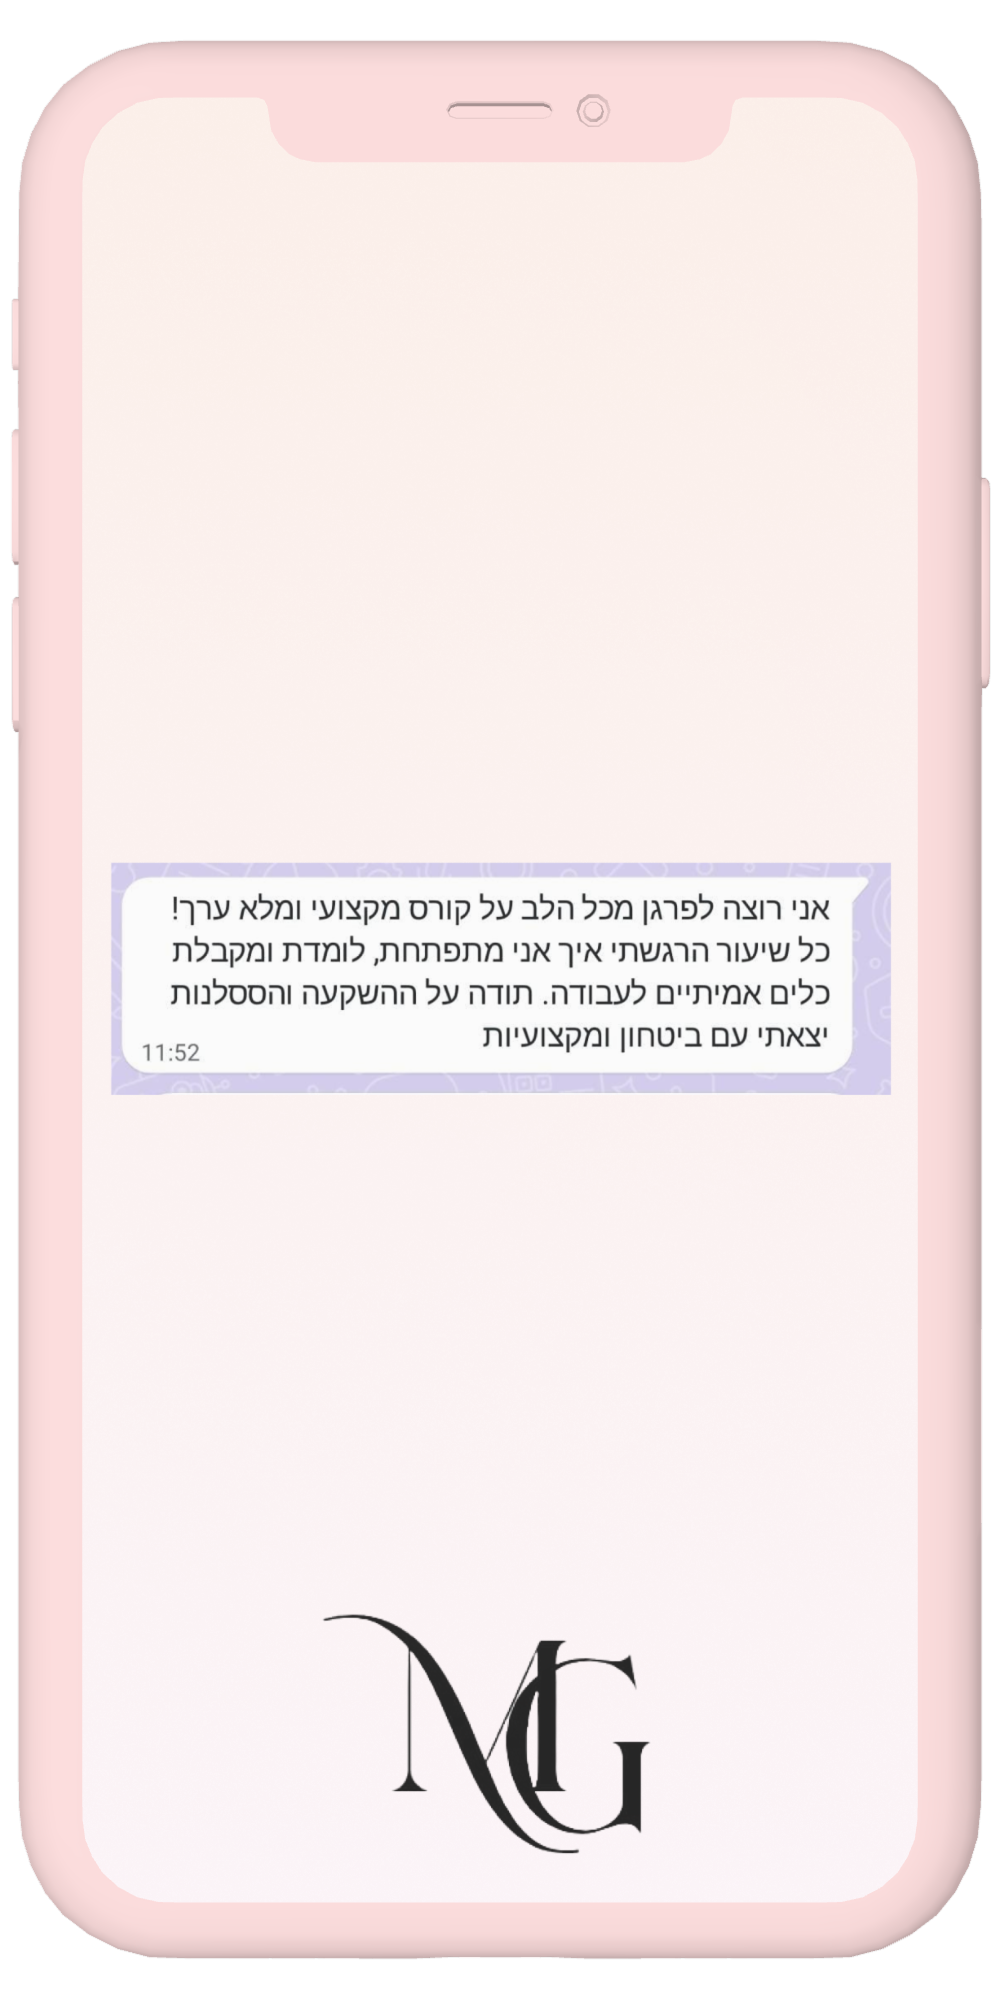 אני רוצה לפרגן מכל הלב על קורס מקצועי ומלא ערך!
כל שיעור הרגשתי איך אני מתפתחת, לומדת ומקבלת
כלים אמיתיים לעבודה. תודה על ההשקעה והססלנות
יצאתי עם ביטחון ומקצועיות
11:52
MG